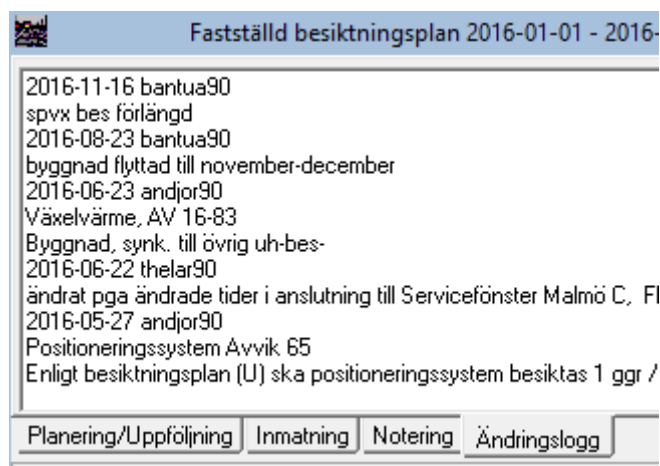 Fastställd besiktningsplan 2016-01-01 - 2016-
2016-11-16 bantua90
spvx bes förlängd
2016-08-23 bantua90
byggnad flyttad till november-december
2016-06-23 andjor90
Växelvärme, AV 16-83
Byggnad, synk. till övrig uh-bes-
2016-06-22 thelar90
ändrat pga ändrade tider i anslutning till Servicefönster Malmö C,
2016-05-27 andjor90
Positioneringssystem Avvik 65
Enligt besiktningsplan (U) ska positioneringssystem besiktas 1 ggr /
Planering/Uppföljning Inmatning Notering Ändringslogg